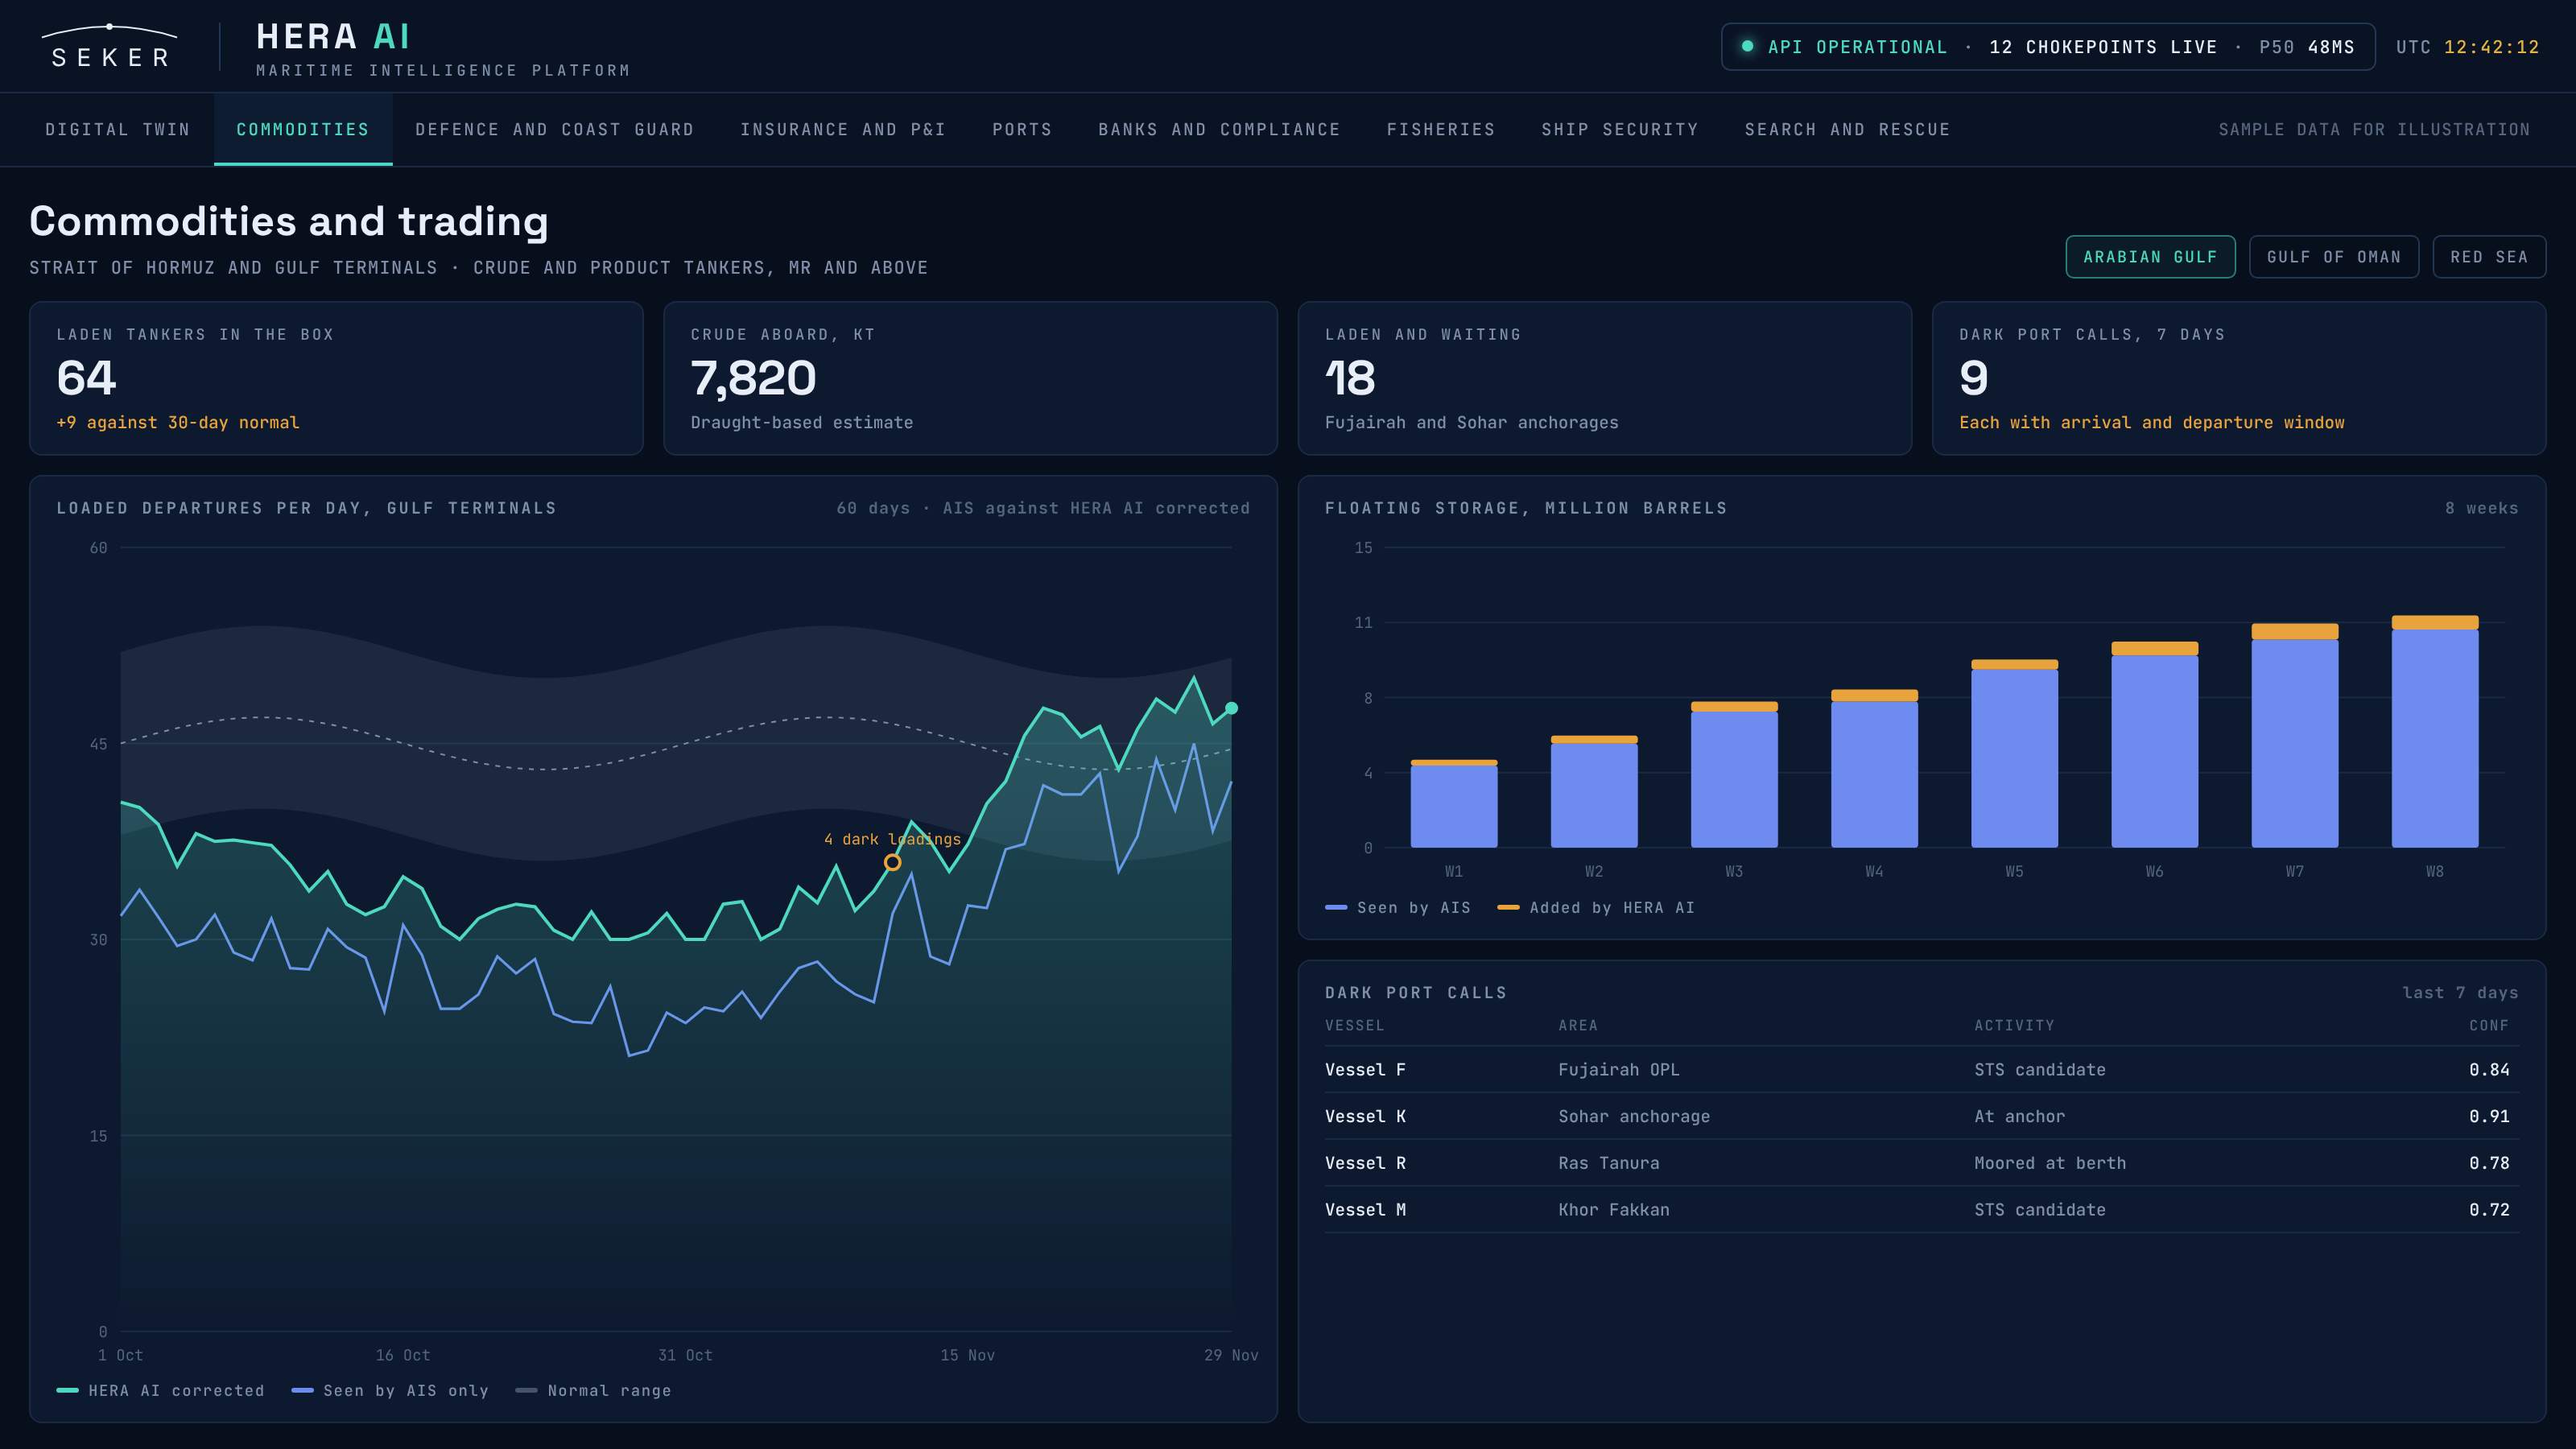 SEKER
HERA AI
MARITIME INTELLIGENCE PLATFORM
API OPERATIONAL · 12 CHOKEPOINTS LIVE · P50 48MS
UTC 12:42:12
DIGITAL TWIN
COMMODITIES
DEFENCE AND COAST GUARD
INSURANCE AND P&I
PORTS
BANKS AND COMPLIANCE
FISHERIES
SHIP SECURITY
SEARCH AND RESCUE
SAMPLE DATA FOR ILLUSTRATION
Commodities and trading
STRAIT OF HORMUZ AND GULF TERMINALS · CRUDE AND PRODUCT TANKERS, MR AND ABOVE
ARABIAN GULF
GULF OF OMAN
RED SEA
LADEN TANKERS IN THE BOX
64
+9 against 30-day normal
CRUDE ABOARD, KT
7,820
Draught-based estimate
LADEN AND WAITING
18
Fujairah and Sohar anchorages
DARK PORT CALLS, 7 DAYS
9
Each with arrival and departure window
LOADED DEPARTURES PER DAY, GULF TERMINALS
60 days · AIS against HERA AI corrected
60
45
30
15
0
4 dark loadings
1 Oct
16 Oct
31 Oct
15 Nov
29 Nov
HERA AI corrected
Seen by AIS only
Normal range
FLOATING STORAGE, MILLION BARRELS
8 weeks
15
11
8
4
0
W1
W2
W3
W4
W5
W6
W7
W8
Seen by AIS
Added by HERA AI
DARK PORT CALLS
last 7 days
VESSEL AREA ACTIVITY CONF
Vessel F Fujairah OPL STS candidate 0.84
Vessel K Sohar anchorage At anchor 0.91
Vessel R Ras Tanura Moored at berth 0.78
Vessel M Khor Fakkan STS candidate 0.72